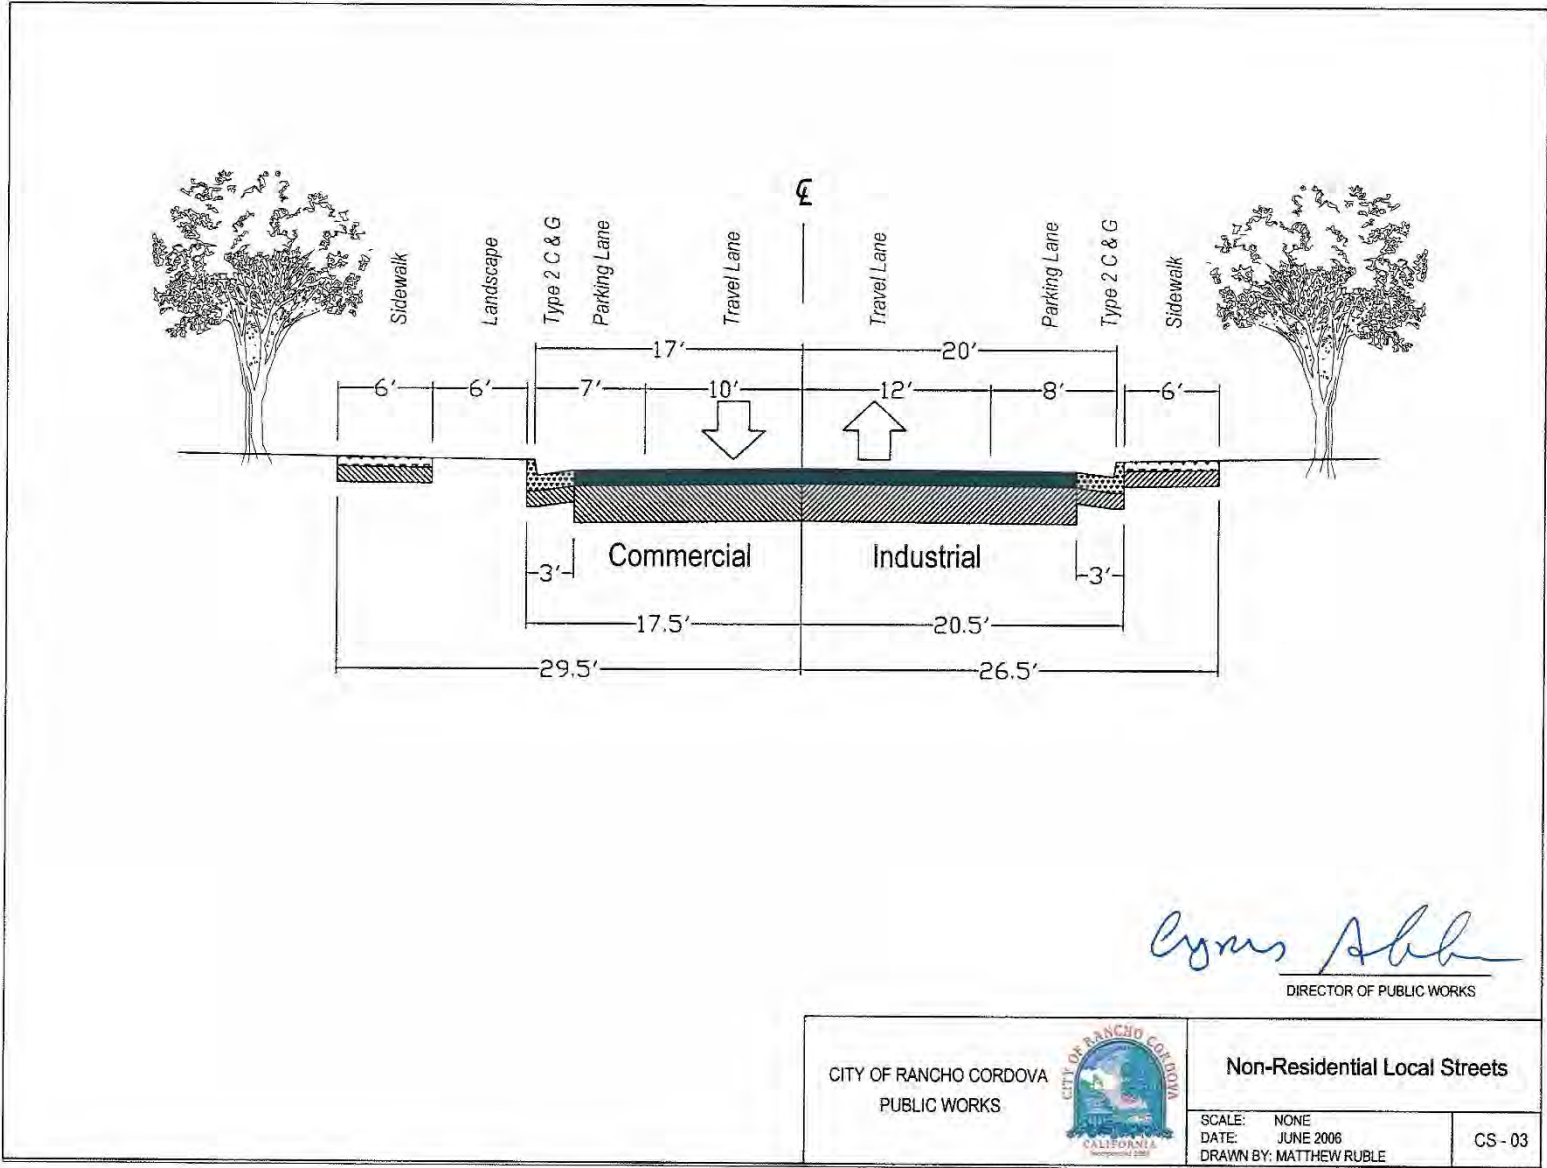 ℄
Sidewalk
Landscape
Type 2 C & G
Parking Lane
Travel Lane
Travel Lane
Parking Lane
Type 2 C & G
Sidewalk
17' 20'
6' 6' 7' 10' 12' 8' 6'
Commercial Industrial
3' 3'
17.5' 20.5'
29.5' 26.5'
DIRECTOR OF PUBLIC WORKS
CITY OF RANCHO CORDOVA
PUBLIC WORKS
CITY OF RANCHO CORDOVA
CALIFORNIA
Non-Residential Local Streets
SCALE: NONE
DATE: JUNE 2006
DRAWN BY: MATTHEW RUBLE
CS - 03